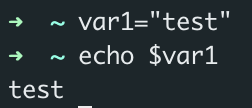 ➜  ~ var1="test"
➜  ~ echo $var1
test